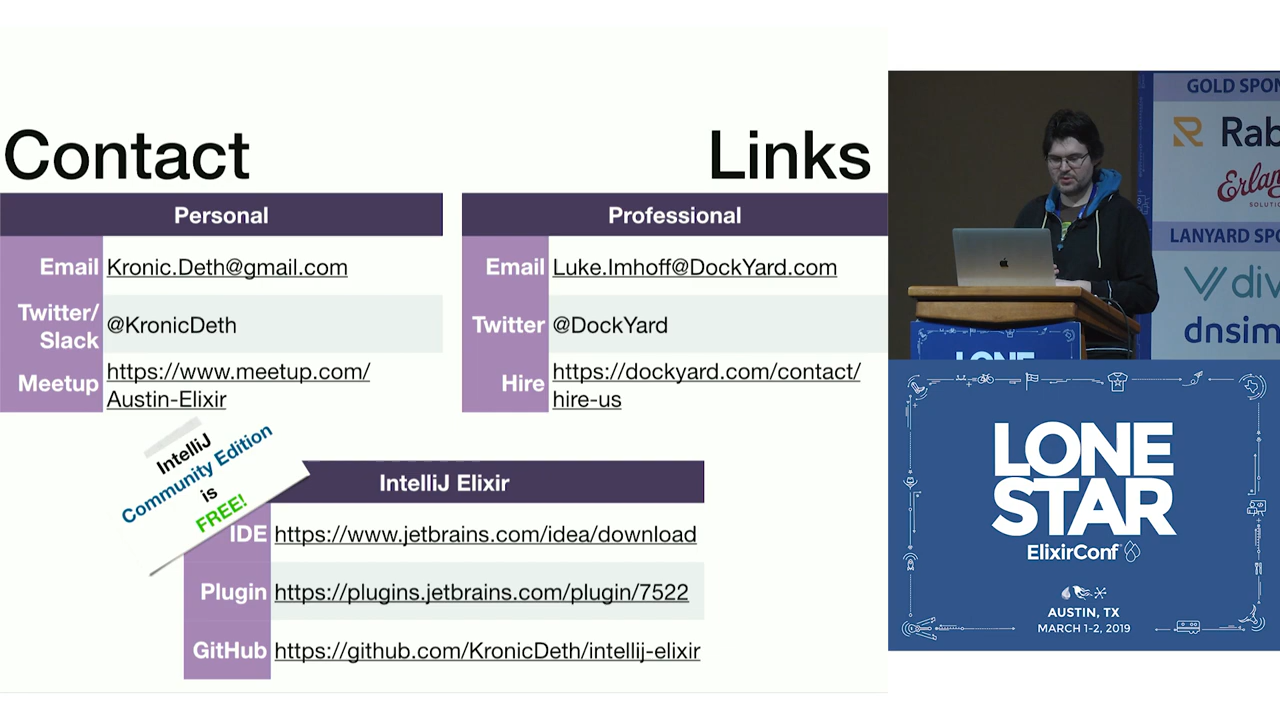 Contact
Links
Personal
Email Kronic.Deth@gmail.com
Twitter/
Slack
@KronicDeth
Meetup
https://www.meetup.com/
Austin-Elixir
Professional
Email Luke.Imhoff@DockYard.com
Twitter @DockYard
Hire
https://dockyard.com/contact/
hire-us
IntelliJ
Community Edition
is
FREE!
IntelliJ Elixir
IDE https://www.jetbrains.com/idea/download
Plugin https://plugins.jetbrains.com/plugin/7522
GitHub https://github.com/KronicDeth/intellij-elixir
GOLD SPON
Rab
Erlan
SOLUTIO
LANYARD SPO
div
dnsim
LONE
LONE
STAR
ElixirConf
AUSTIN, TX
MARCH 1-2, 2019